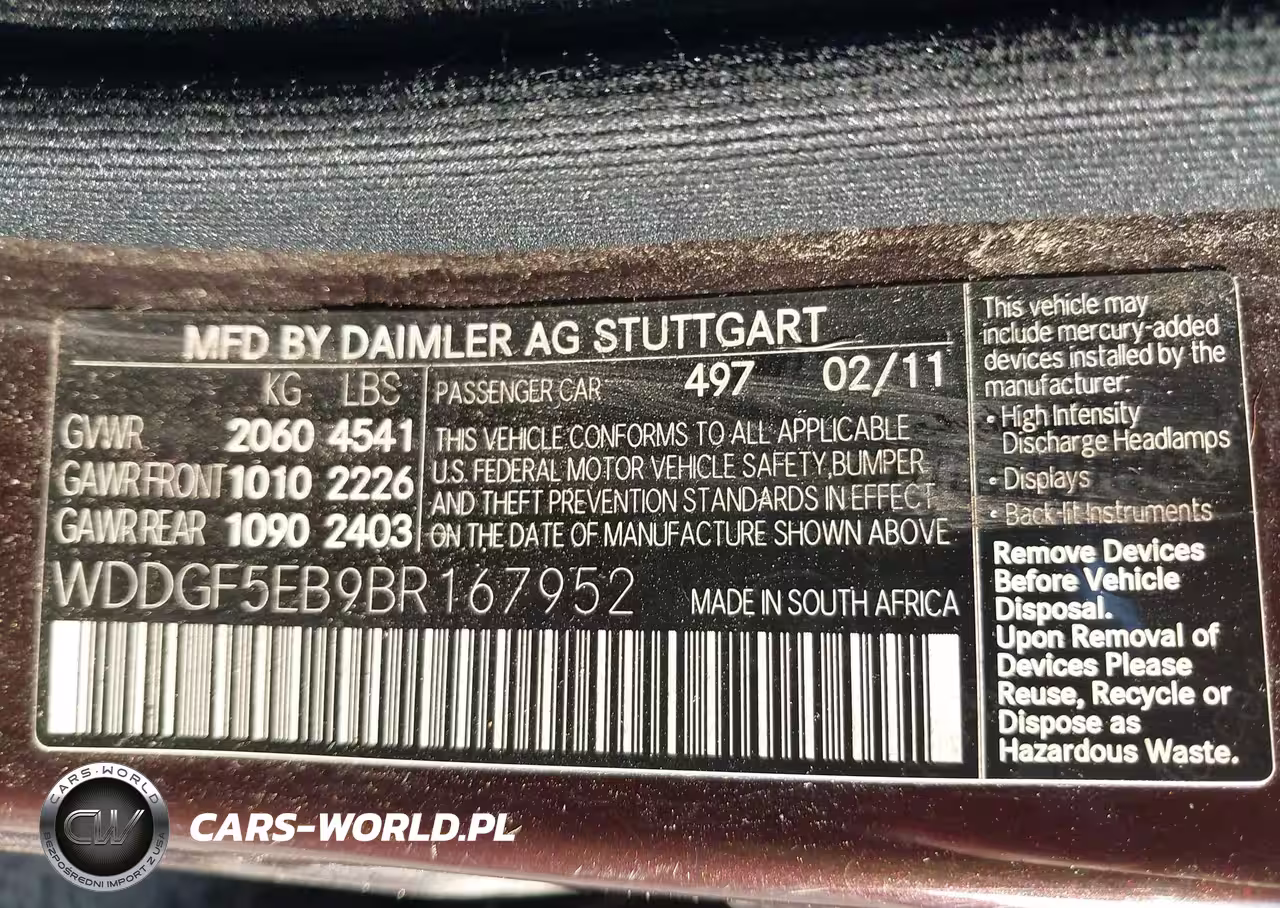 MFD BY DAIMLER AG STUTTGART
KG LBS
GVWR 2060 4541
GAWR FRONT 1010 2226
GAWR REAR 1090 2403
PASSENGER CAR 497 02/11
THIS VEHICLE CONFORMS TO ALL APPLICABLE
U.S. FEDERAL MOTOR VEHICLE SAFETY, BUMPER
AND THEFT PREVENTION STANDARDS IN EFFECT
ON THE DATE OF MANUFACTURE SHOWN ABOVE
WDDGF5EB9BR167952 MADE IN SOUTH AFRICA
This vehicle may
include mercury-added
devices installed by the
manufacturer:
• High Intensity
Discharge Headlamps
• Displays
• Back-lit Instruments
Remove Devices
Before Vehicle
Disposal.
Upon Removal of
Devices Please
Reuse, Recycle or
Dispose as
Hazardous Waste.
CARS-WORLD
CW
BEZPOŚREDNI IMPORT Z USA
CARS-WORLD.PL